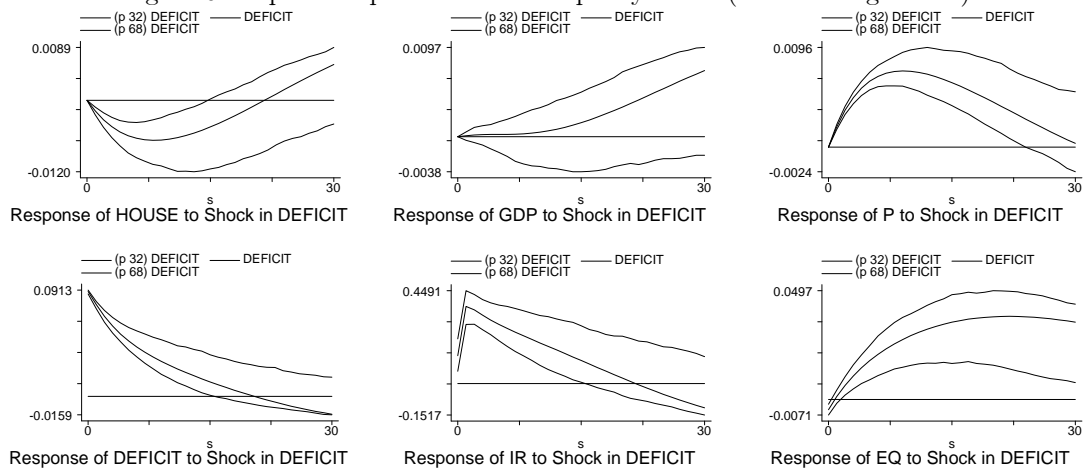 (p 32) DEFICIT DEFICIT
(p 68) DEFICIT
0.0089
-0.0120
0 30
s
Response of HOUSE to Shock in DEFICIT
(p 32) DEFICIT DEFICIT
(p 68) DEFICIT
0.0097
-0.0038
0 30
s
Response of GDP to Shock in DEFICIT
(p 32) DEFICIT DEFICIT
(p 68) DEFICIT
0.0096
-0.0024
0 30
s
Response of P to Shock in DEFICIT
(p 32) DEFICIT DEFICIT
(p 68) DEFICIT
0.0913
-0.0159
0 30
s
Response of DEFICIT to Shock in DEFICIT
(p 32) DEFICIT DEFICIT
(p 68) DEFICIT
0.4491
-0.1517
0 30
s
Response of IR to Shock in DEFICIT
(p 32) DEFICIT DEFICIT
(p 68) DEFICIT
0.0497
-0.0071
0 30
s
Response of EQ to Shock in DEFICIT